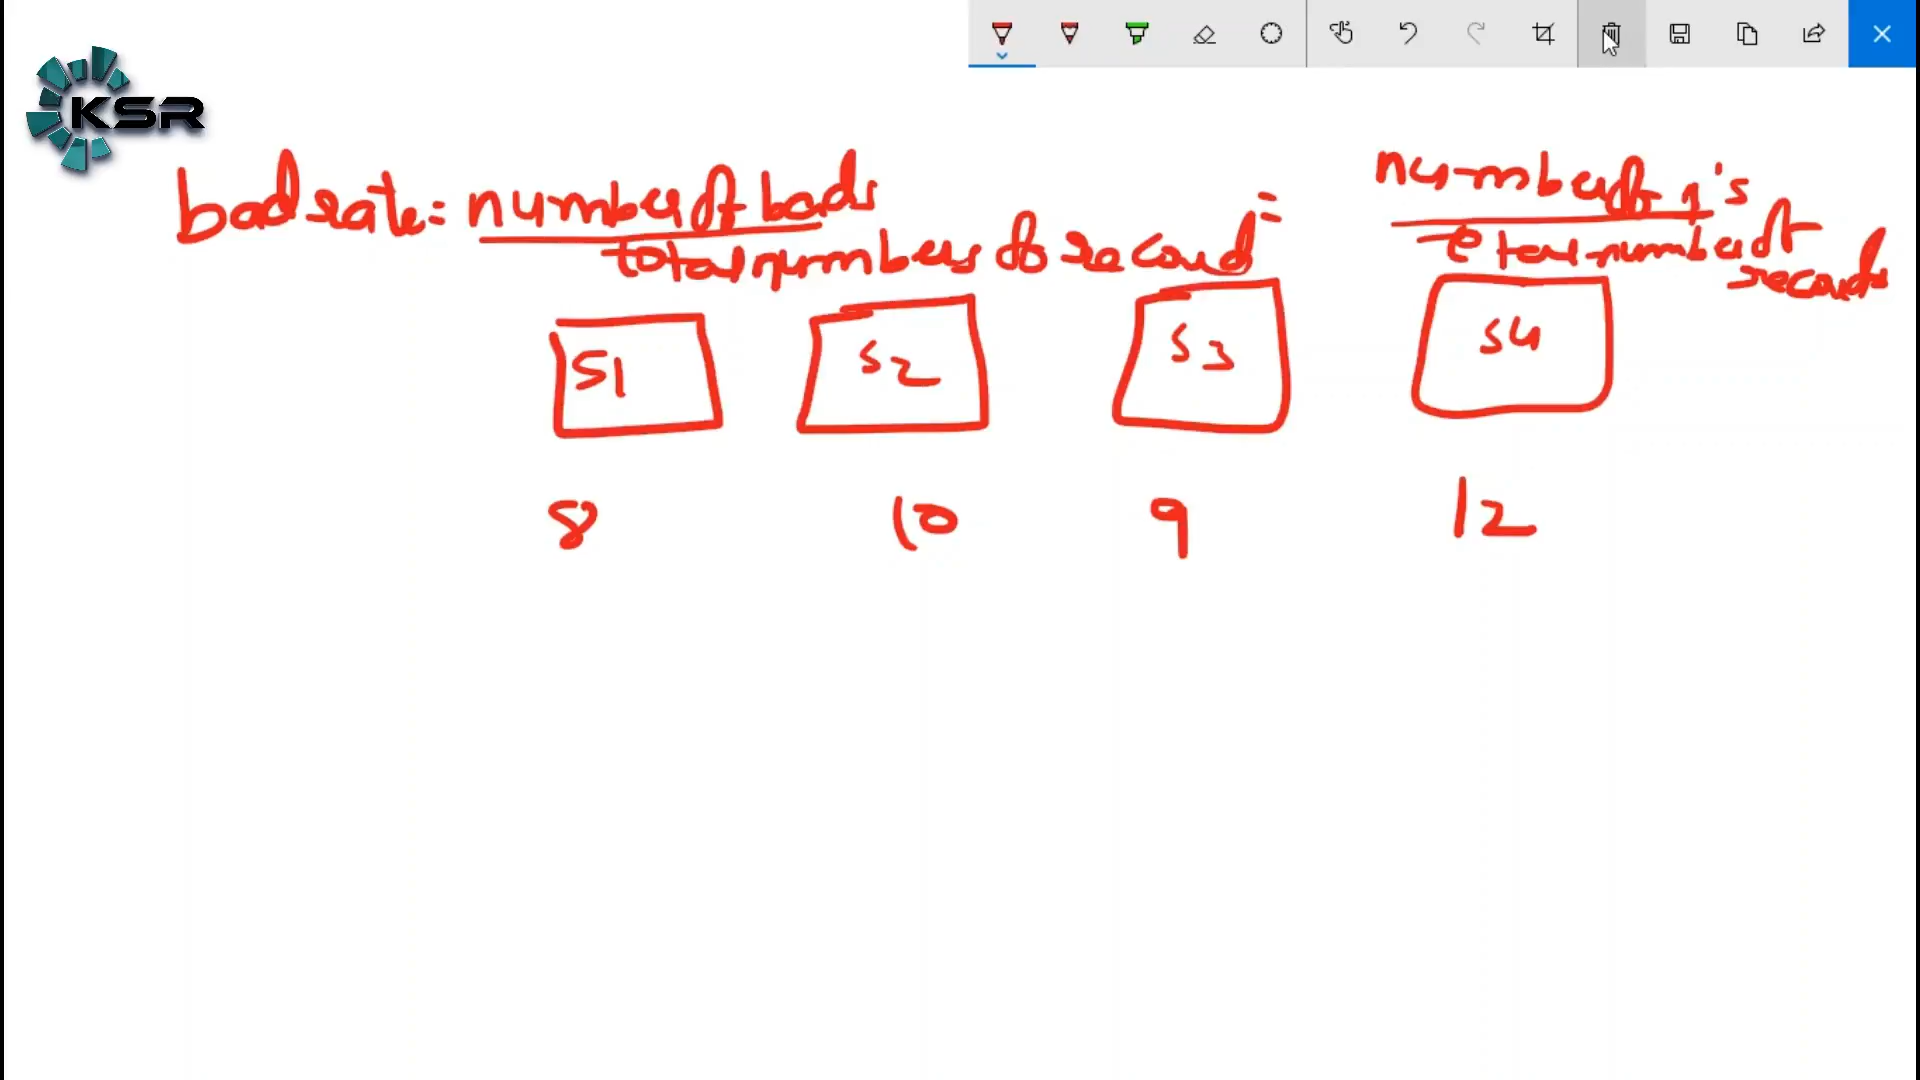 KSR
bad rate = number of bads = number of 1's
total numbers of record total number of
records
S1 S2 S3 S4
8 10 9 12